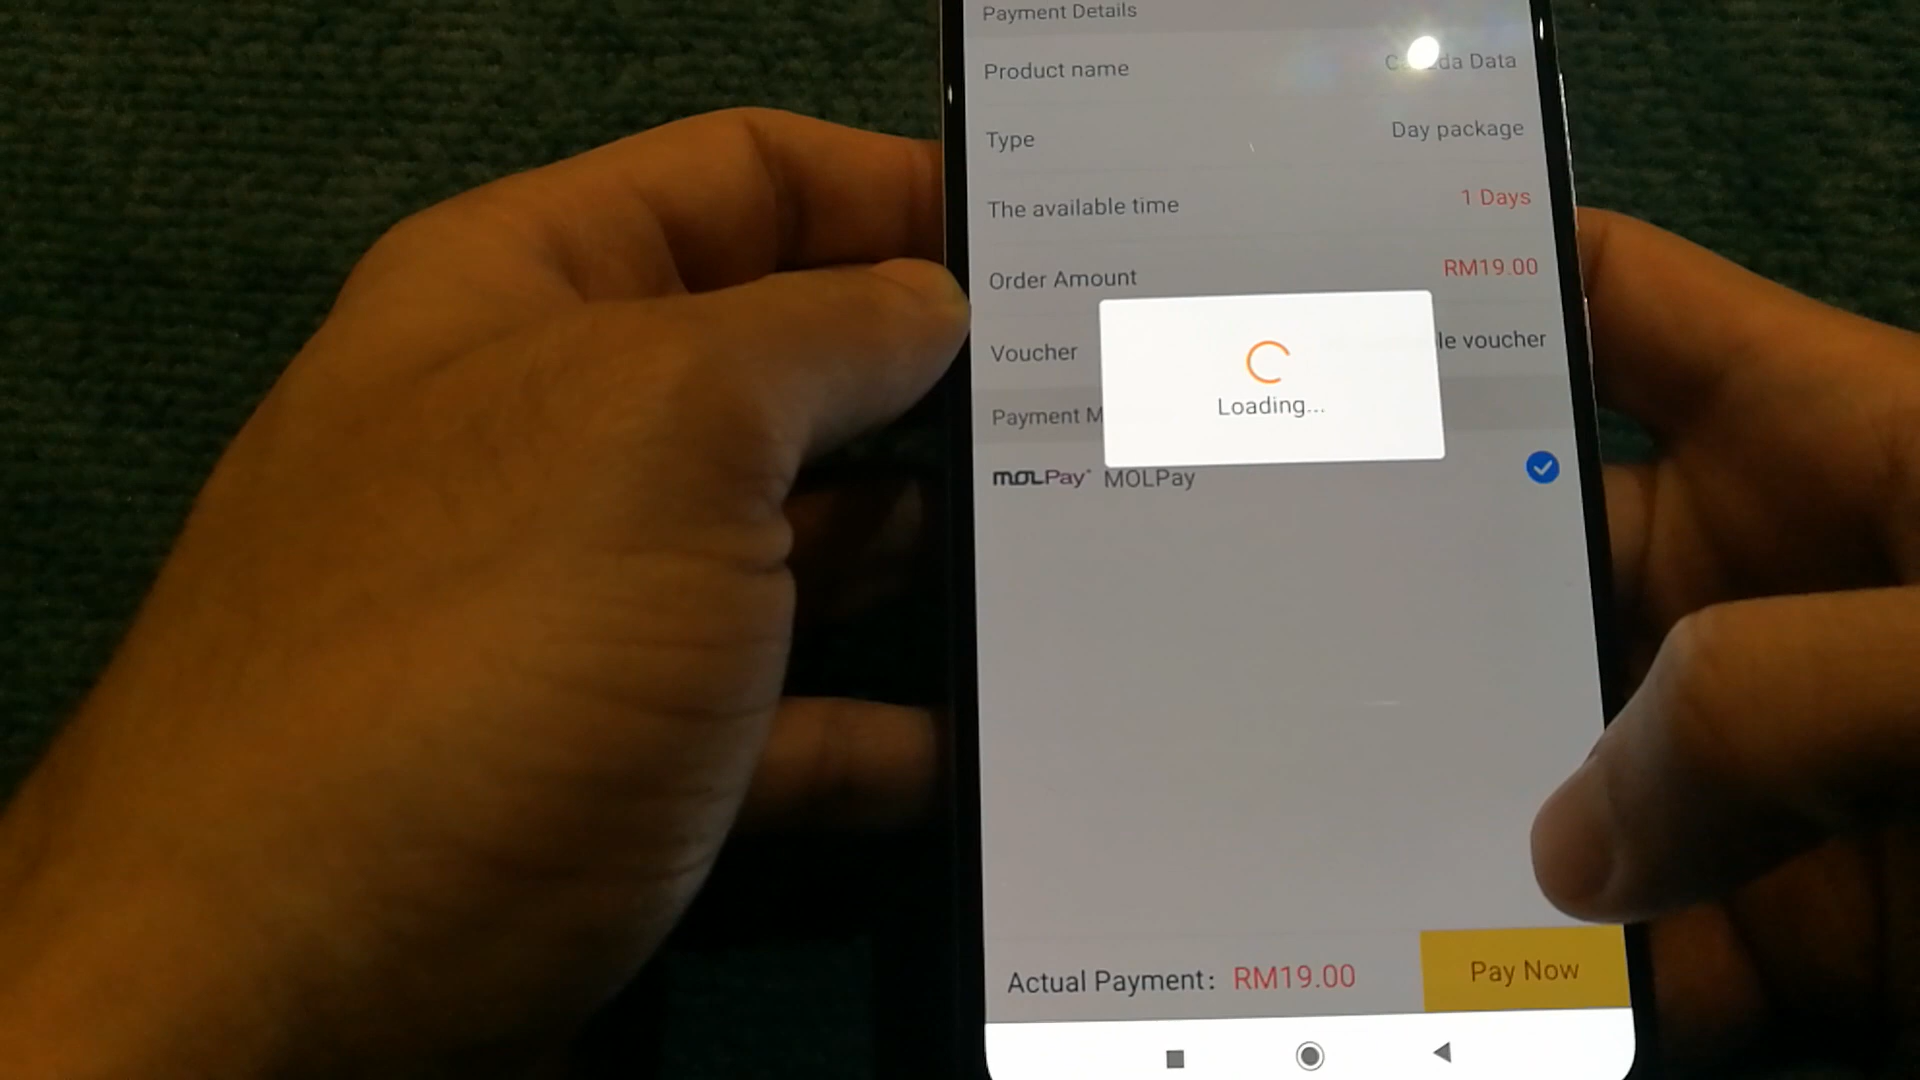 Payment Details
Product name
Data
Type Day package
The available time 1 Days
Order Amount RM19.00
Voucher le voucher
Loading...
Payment M
MOLPay MOLPay
Actual Payment: RM19.00 Pay Now